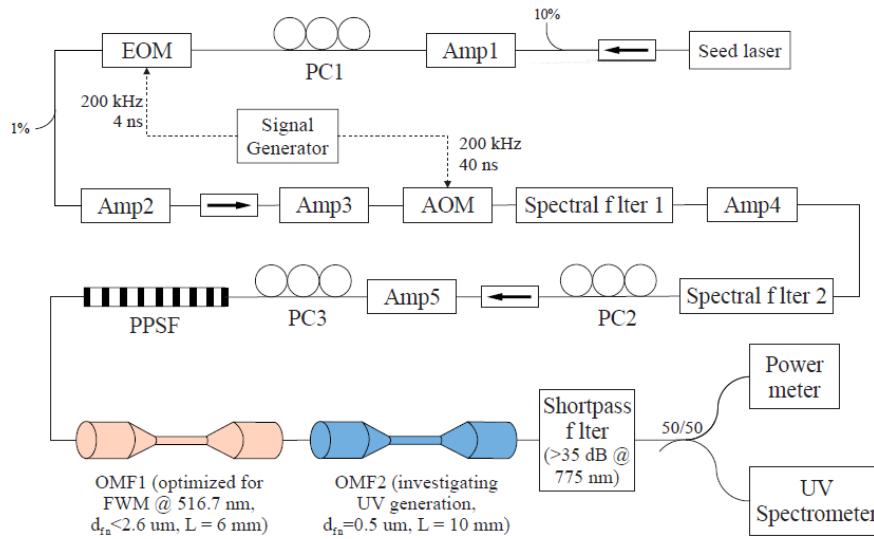 10%
EOM
PC1
Amp1
Seed laser
200 kHz
4 ns
Signal
Generator
1%
200 kHz
40 ns
Amp2
Amp3
AOM
Spectral f lter 1
Amp4
PPSF
PC3
Amp5
PC2
Spectral f lter 2
Power
meter
Shortpass
f lter
(>35 dB @
775 nm)
50/50
OMF1 (optimized for
FWM @ 516.7 nm,
dfn<2.6 um, L = 6 mm)
OMF2 (investigating
UV generation,
dfn=0.5 um, L = 10 mm)
UV
Spectrometer